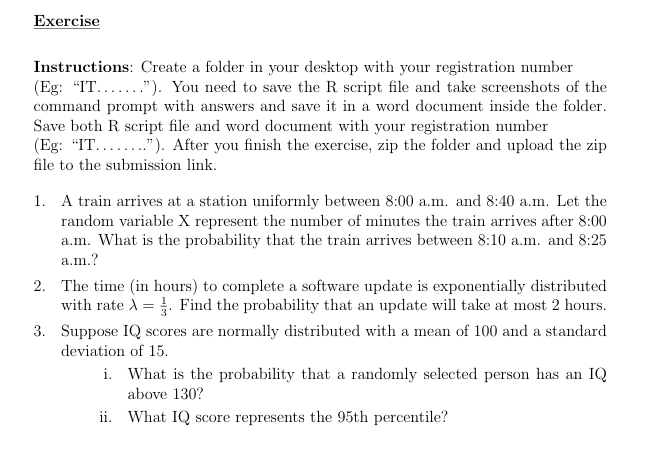 Exercise
Instructions: Create a folder in your desktop with your registration number
(Eg: “IT.......”). You need to save the R script file and take screenshots of the
command prompt with answers and save it in a word document inside the folder.
Save both R script file and word document with your registration number
(Eg: “IT........”). After you finish the exercise, zip the folder and upload the zip
file to the submission link.
1. A train arrives at a station uniformly between 8:00 a.m. and 8:40 a.m. Let the
random variable X represent the number of minutes the train arrives after 8:00
a.m. What is the probability that the train arrives between 8:10 a.m. and 8:25
a.m.?
2. The time (in hours) to complete a software update is exponentially distributed
with rate λ = 1/3. Find the probability that an update will take at most 2 hours.
3. Suppose IQ scores are normally distributed with a mean of 100 and a standard
deviation of 15.
i. What is the probability that a randomly selected person has an IQ
above 130?
ii. What IQ score represents the 95th percentile?